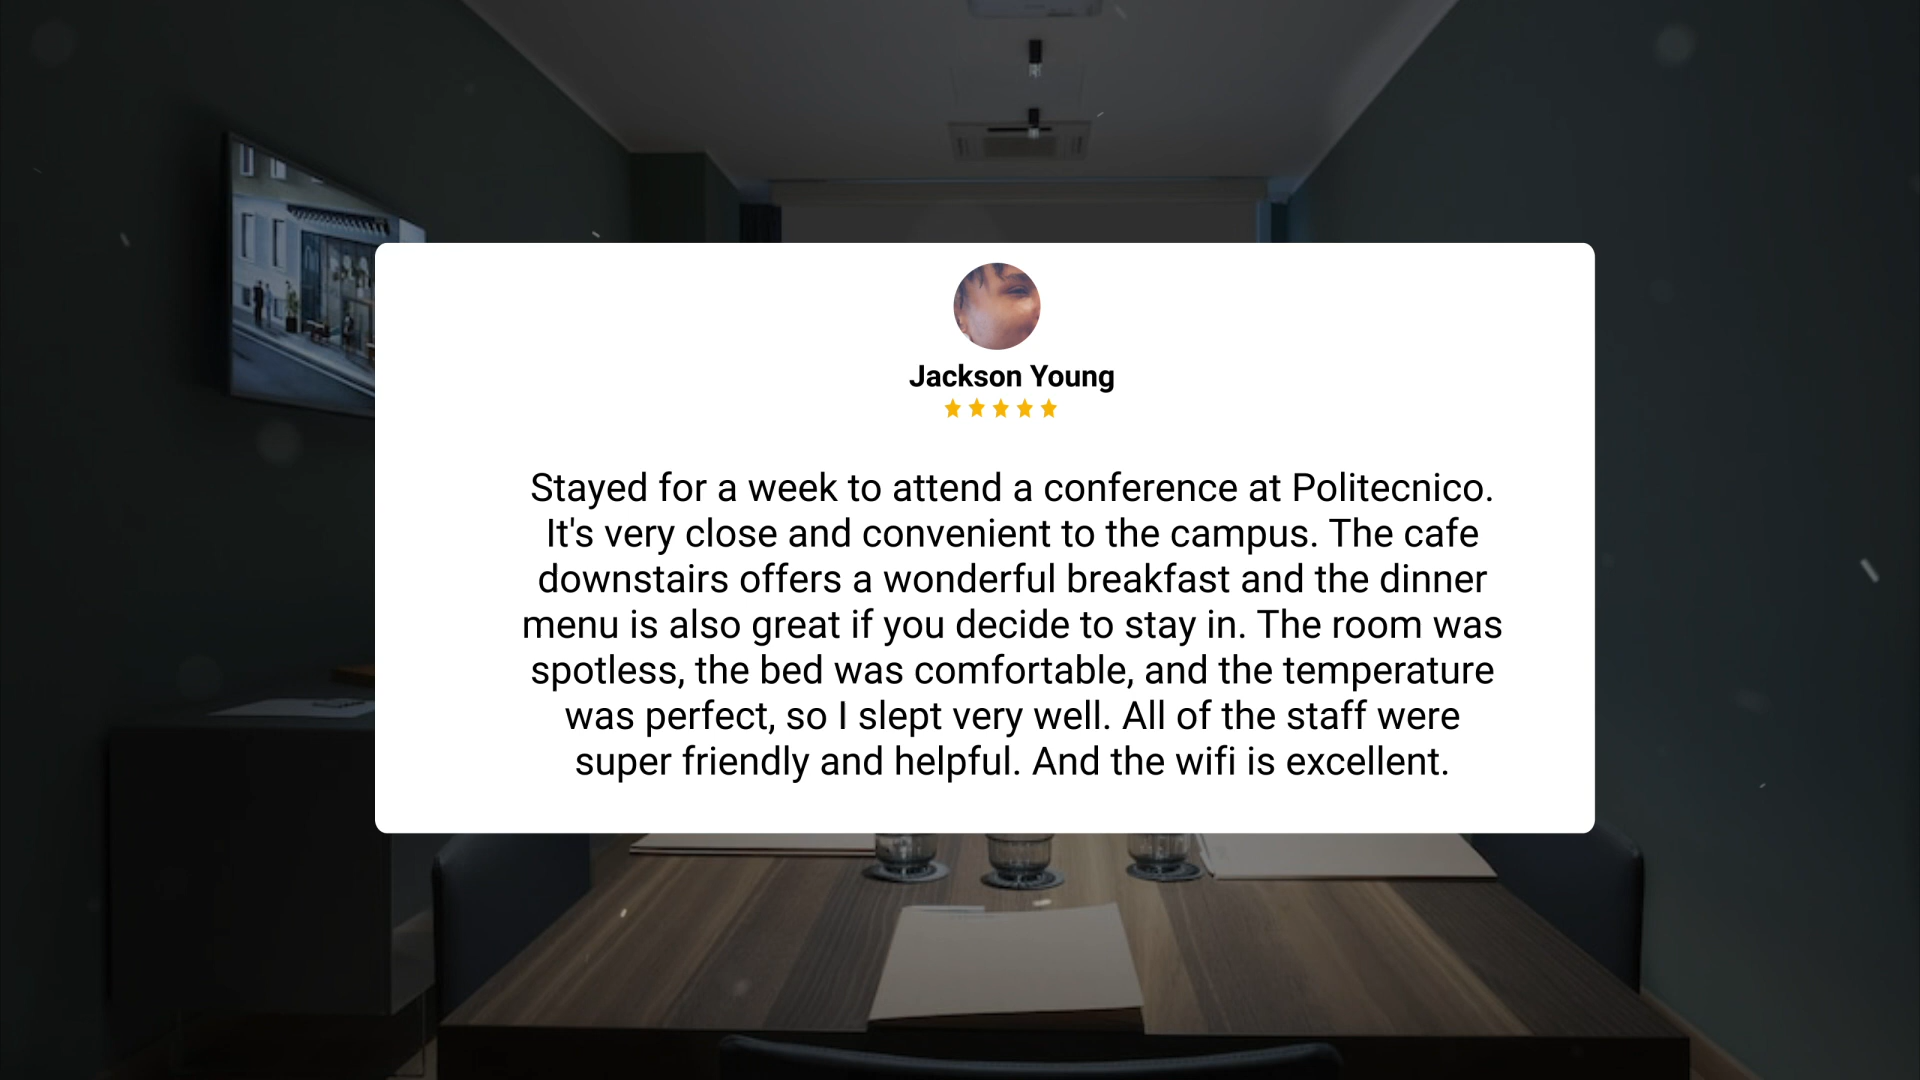 Jackson Young
Stayed for a week to attend a conference at Politecnico.
It's very close and convenient to the campus. The cafe
downstairs offers a wonderful breakfast and the dinner
menu is also great if you decide to stay in. The room was
spotless, the bed was comfortable, and the temperature
was perfect, so I slept very well. All of the staff were
super friendly and helpful. And the wifi is excellent.